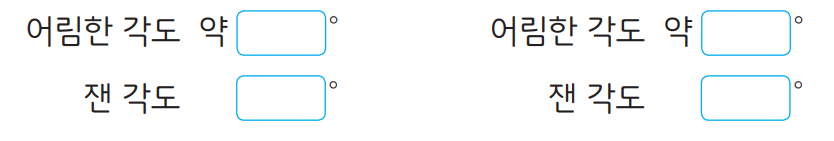 어림한 각도 약 ° 어림한 각도 약 °
잰 각도 ° 잰 각도 °